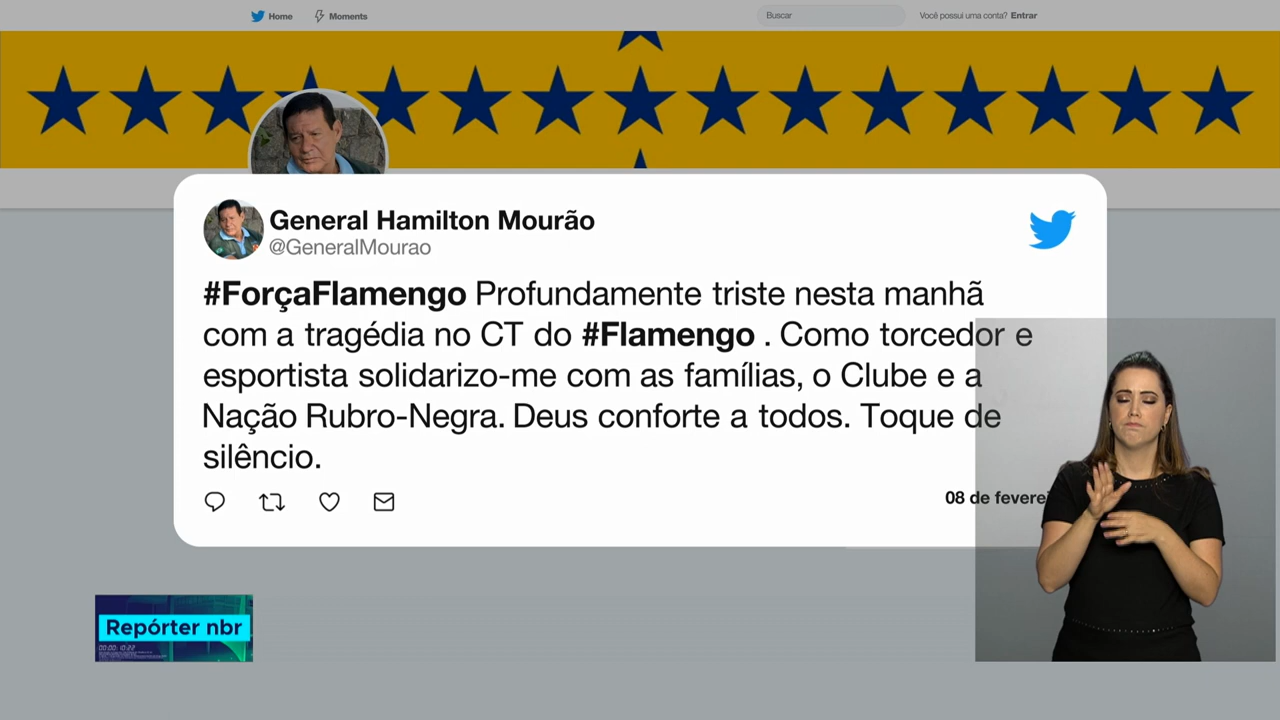 Home
Moments
Buscar
Você possui uma conta? Entrar
General Hamilton Mourão
@GeneralMourao
#ForçaFlamengo Profundamente triste nesta manhã
com a tragédia no CT do #Flamengo . Como torcedor e
esportista solidarizo-me com as famílias, o Clube e a
Nação Rubro-Negra. Deus conforte a todos. Toque de
silêncio.
08 de feverei
Repórter nbr